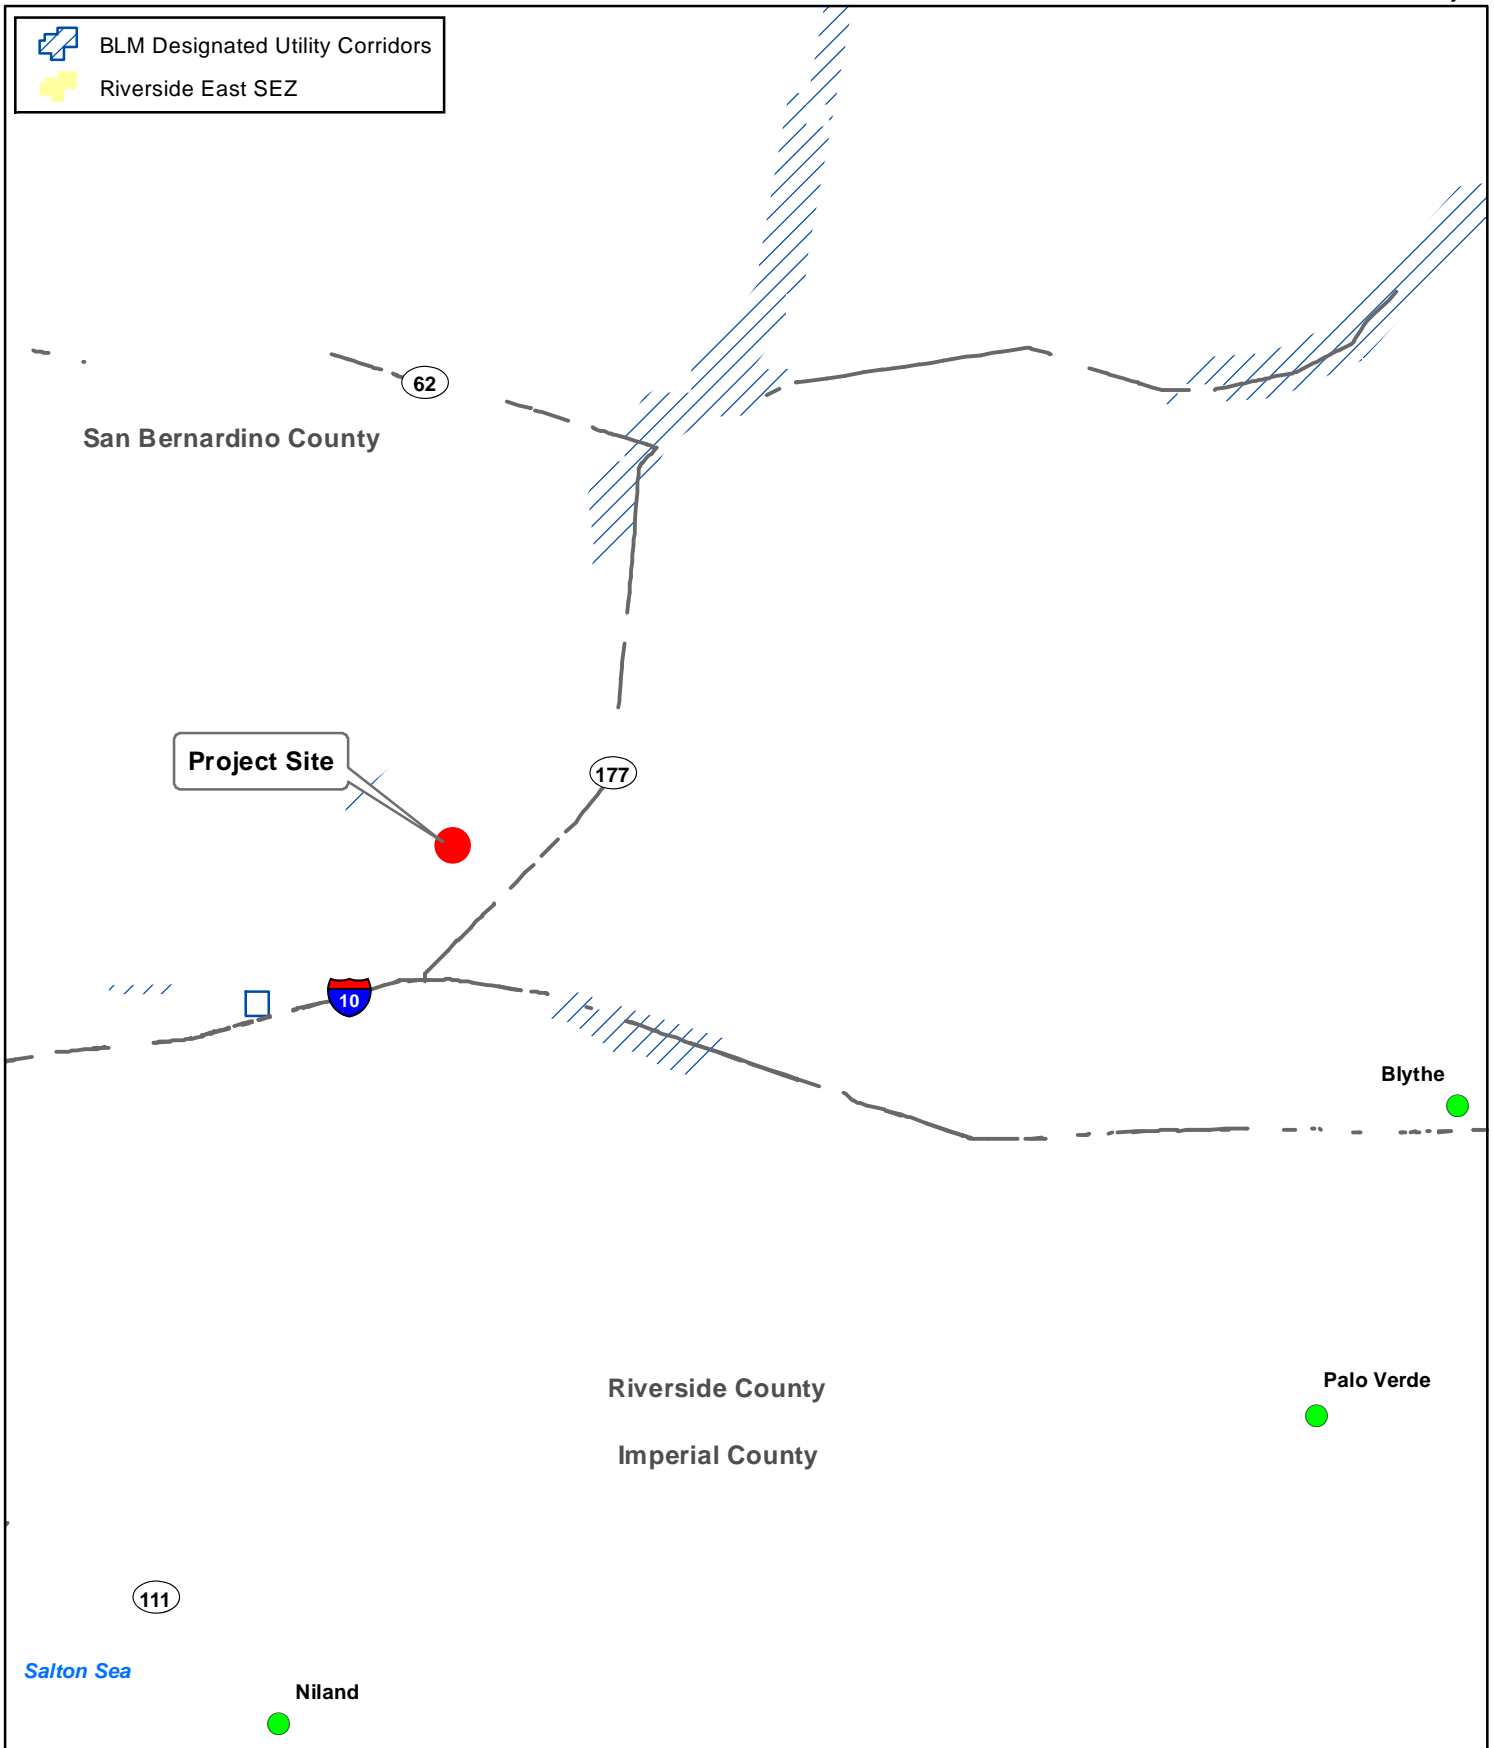 BLM Designated Utility Corridors
Riverside East SEZ
62
San Bernardino County
Project Site
177
10
Blythe
Palo Verde
Riverside County
Imperial County
111
Salton Sea
Niland